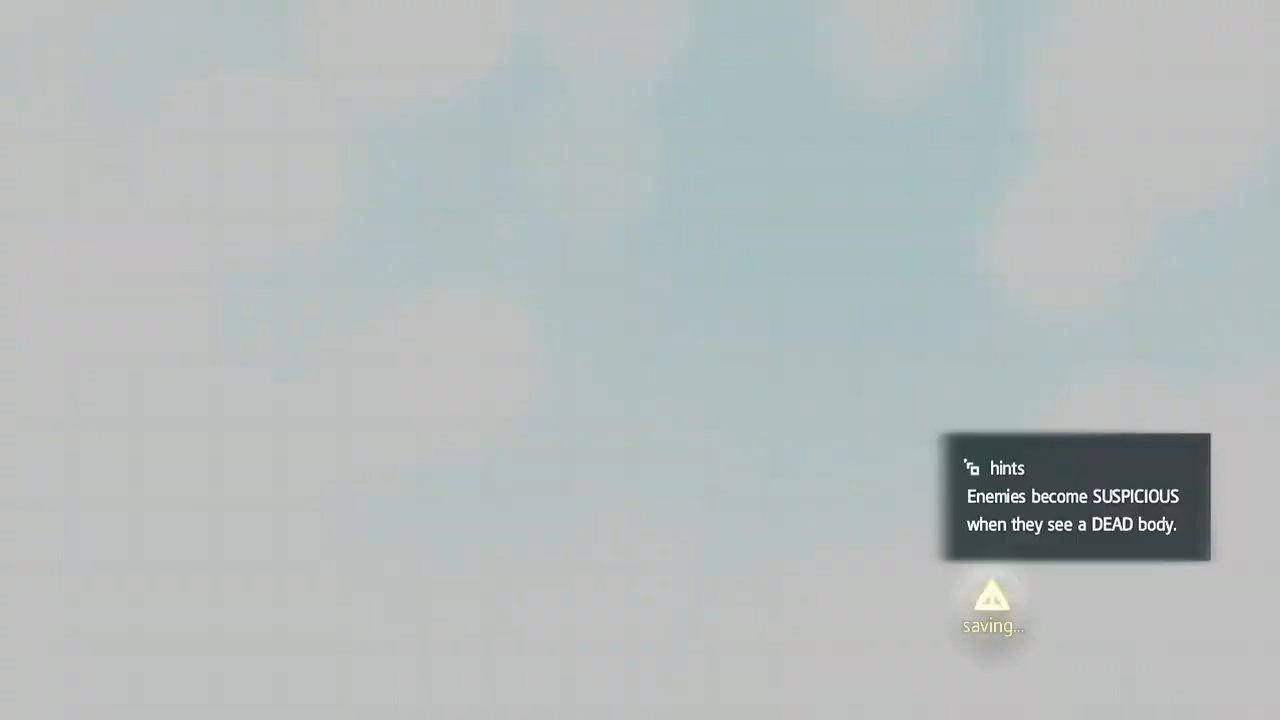 hints
Enemies become SUSPICIOUS
when they see a DEAD body.
saving...